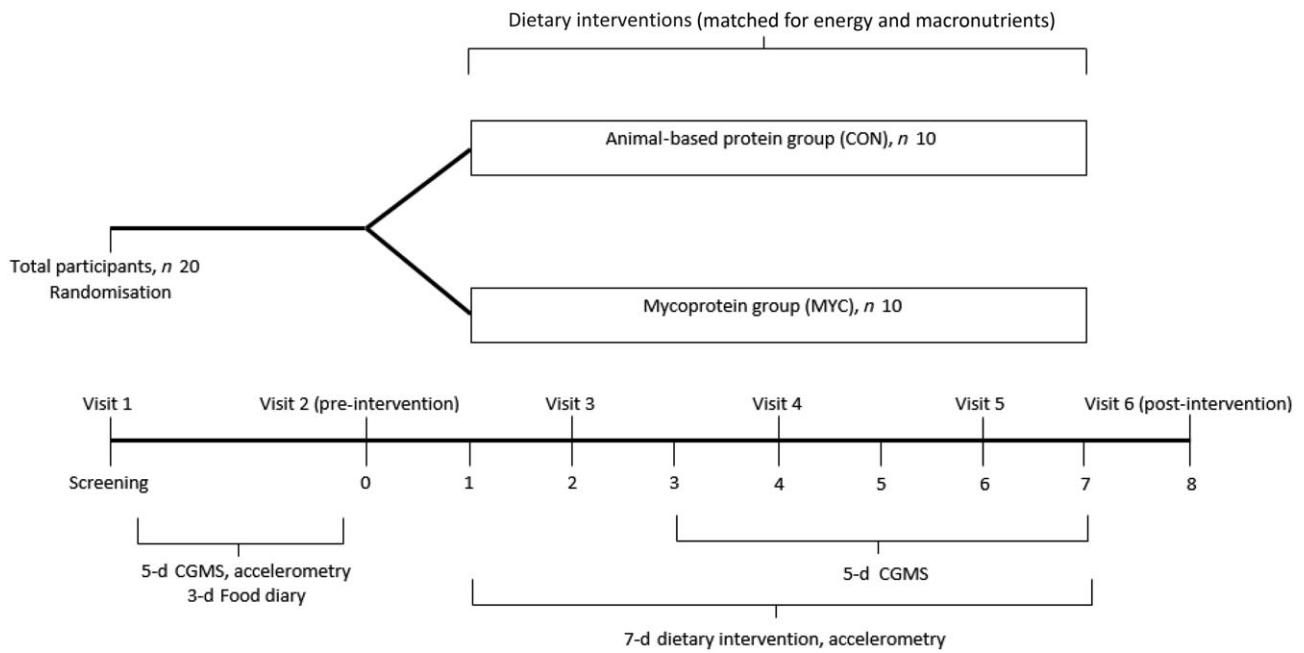 Dietary interventions (matched for energy and macronutrients)
Animal-based protein group (CON), n 10
Total participants, n 20
Randomisation
Mycoprotein group (MYC), n 10
Visit 1
Visit 2 (pre-intervention)
Visit 3
Visit 4
Visit 5
Visit 6 (post-intervention)
Screening
0
1
2
3
4
5
6
7
8
5-d CGMS, accelerometry
3-d Food diary
5-d CGMS
7-d dietary intervention, accelerometry